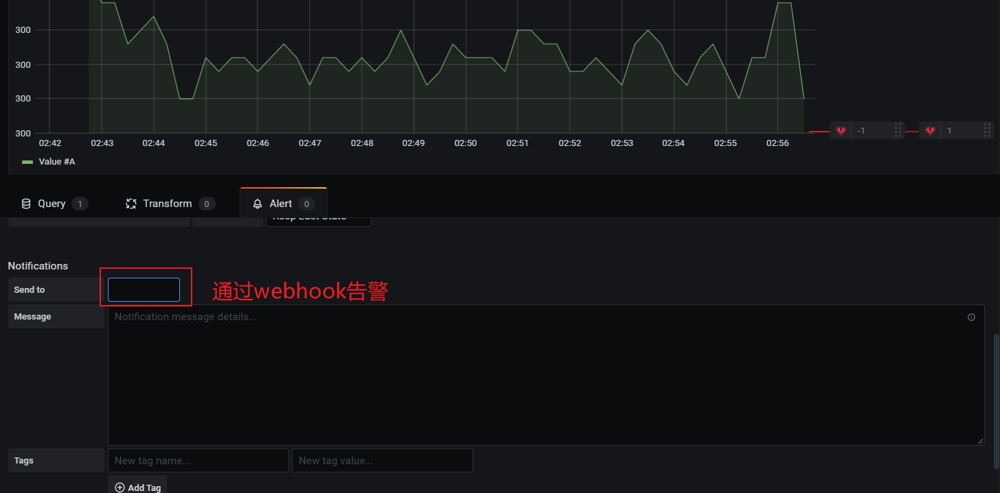 300
300
300
300
02:42 02:43 02:44 02:45 02:46 02:47 02:48 02:49 02:50 02:51 02:52 02:53 02:54 02:55 02:56
-1 1
Value #A
Query 1 Transform 0 Alert 0
Keep Last State
Notifications
Send to
通过webhook告警
Message Notification message details...
Tags New tag name... New tag value...
Add Tag